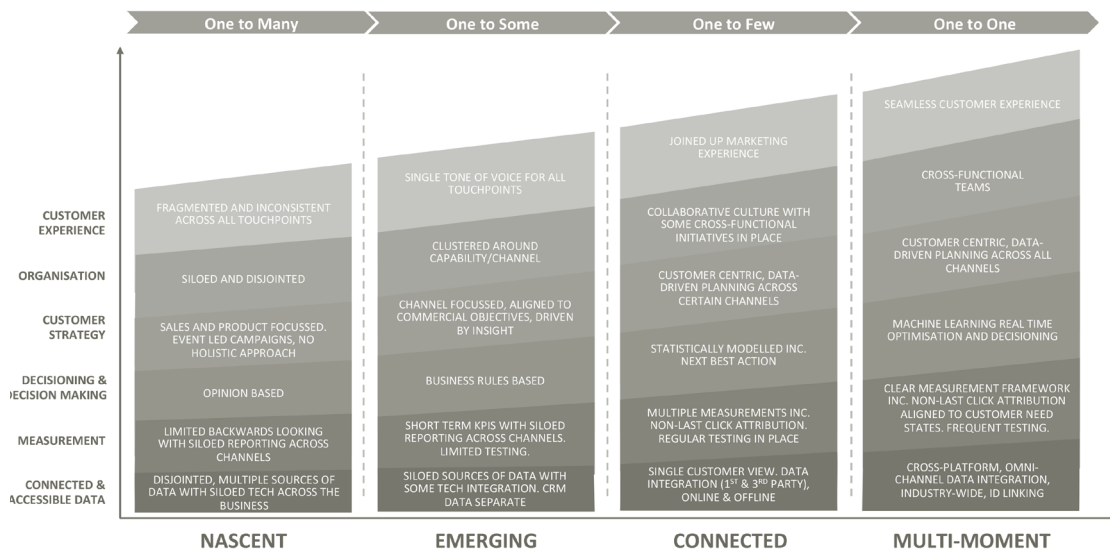 One to Many
One to Some
One to Few
One to One
CUSTOMER
EXPERIENCE
FRAGMENTED AND INCONSISTENT
ACROSS ALL TOUCHPOINTS
SINGLE TONE OF VOICE FOR ALL
TOUCHPOINTS
JOINED UP MARKETING
EXPERIENCE
SEAMLESS CUSTOMER EXPERIENCE
ORGANISATION
SILOED AND DISJOINTED
CLUSTERED AROUND
CAPABILITY/CHANNEL
COLLABORATIVE CULTURE WITH
SOME CROSS-FUNCTIONAL
INITIATIVES IN PLACE
CROSS-FUNCTIONAL
TEAMS
CUSTOMER
STRATEGY
SALES AND PRODUCT FOCUSSED.
EVENT LED CAMPAIGNS, NO
HOLISTIC APPROACH
CHANNEL FOCUSSED, ALIGNED TO
COMMERCIAL OBJECTIVES, DRIVEN
BY INSIGHT
CUSTOMER CENTRIC, DATA-
DRIVEN PLANNING ACROSS
CERTAIN CHANNELS
CUSTOMER CENTRIC, DATA-
DRIVEN PLANNING ACROSS ALL
CHANNELS
DECISIONING &
DECISION MAKING
OPINION BASED
BUSINESS RULES BASED
STATISTICALLY MODELLED INC.
NEXT BEST ACTION
MACHINE LEARNING REAL TIME
OPTIMISATION AND DECISIONING
MEASUREMENT
LIMITED BACKWARDS LOOKING
WITH SILOED REPORTING ACROSS
CHANNELS
SHORT TERM KPIS WITH SILOED
REPORTING ACROSS CHANNELS.
LIMITED TESTING.
MULTIPLE MEASUREMENTS INC.
NON-LAST CLICK ATTRIBUTION.
REGULAR TESTING IN PLACE
CLEAR MEASUREMENT FRAMEWORK
INC. NON-LAST CLICK ATTRIBUTION
ALIGNED TO CUSTOMER NEED
STATES. FREQUENT TESTING.
CONNECTED &
ACCESSIBLE DATA
DISJOINTED, MULTIPLE SOURCES OF
DATA WITH SILOED TECH ACROSS THE
BUSINESS
SILOED SOURCES OF DATA WITH
SOME TECH INTEGRATION. CRM
DATA SEPARATE
SINGLE CUSTOMER VIEW. DATA
INTEGRATION (1ST & 3RD PARTY),
ONLINE & OFFLINE
CROSS-PLATFORM, OMNI-
CHANNEL DATA INTEGRATION,
INDUSTRY-WIDE, ID LINKING
NASCENT
EMERGING
CONNECTED
MULTI-MOMENT